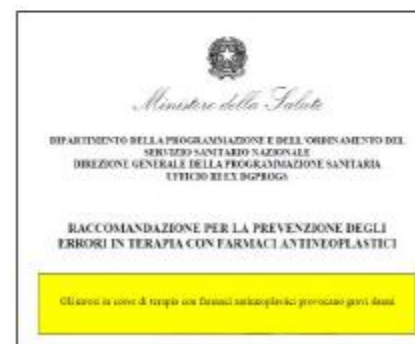 Ministero della Salute
DIPARTIMENTO DELLA PROGRAMMAZIONE E DELL'ORDINAMENTO DEL
SERVIZIO SANITARIO NAZIONALE
DIREZIONE GENERALE DELLA PROGRAMMAZIONE SANITARIA
UFFICIO III EX DGPROGS
RACCOMANDAZIONE PER LA PREVENZIONE DEGLI
ERRORI IN TERAPIA CON FARMACI ANTINEOPLASTICI
Gli errori in corso di terapia con farmaci antineoplastici provocano gravi danni